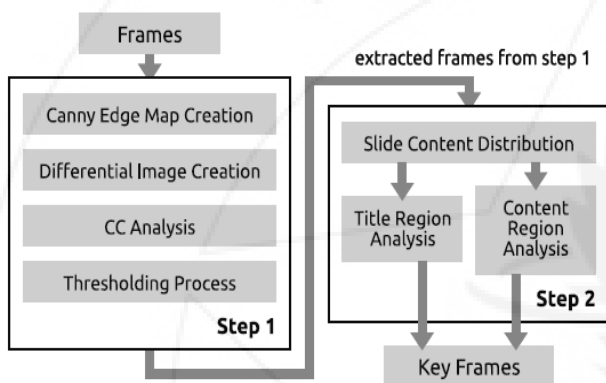 Frames
Canny Edge Map Creation
Differential Image Creation
CC Analysis
Thresholding Process
Step 1
extracted frames from step 1
Slide Content Distribution
Title Region
Analysis
Content
Region
Analysis
Step 2
Key Frames